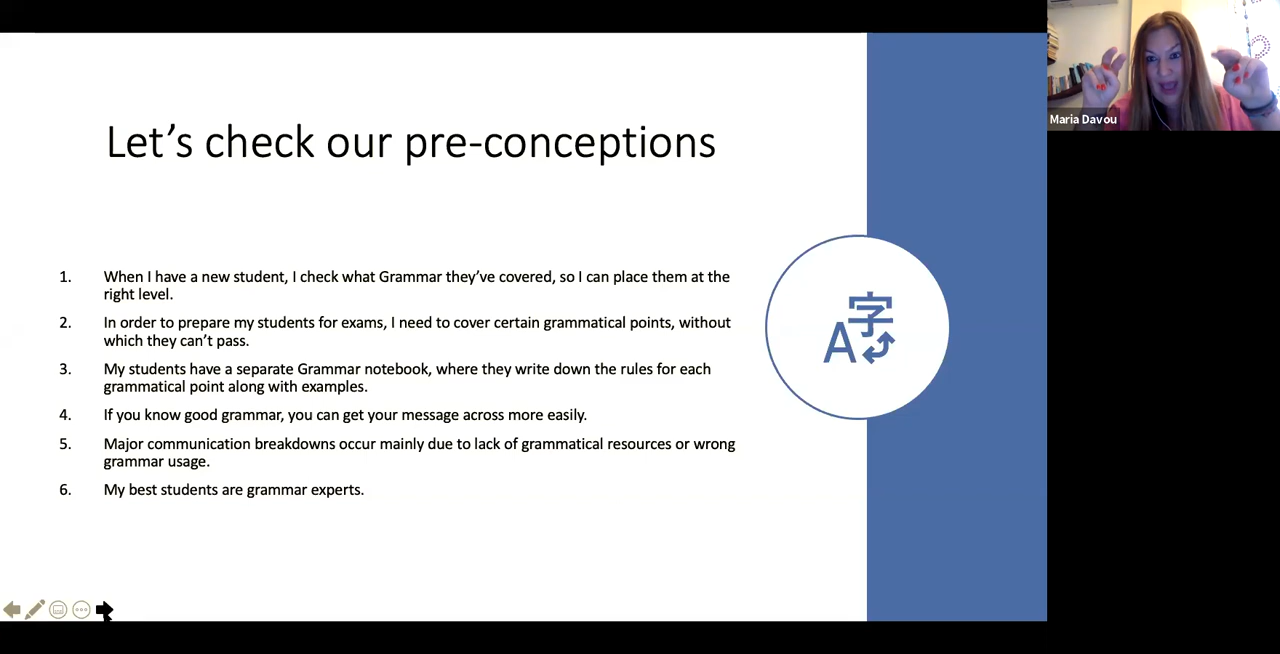 Let's check our pre-conceptions
1. When I have a new student, I check what Grammar they've covered, so I can place them at the
right level.
2. In order to prepare my students for exams, I need to cover certain grammatical points, without
which they can't pass.
3. My students have a separate Grammar notebook, where they write down the rules for each
grammatical point along with examples.
4. If you know good grammar, you can get your message across more easily.
5. Major communication breakdowns occur mainly due to lack of grammatical resources or wrong
grammar usage.
6. My best students are grammar experts.
A字
Maria Davou